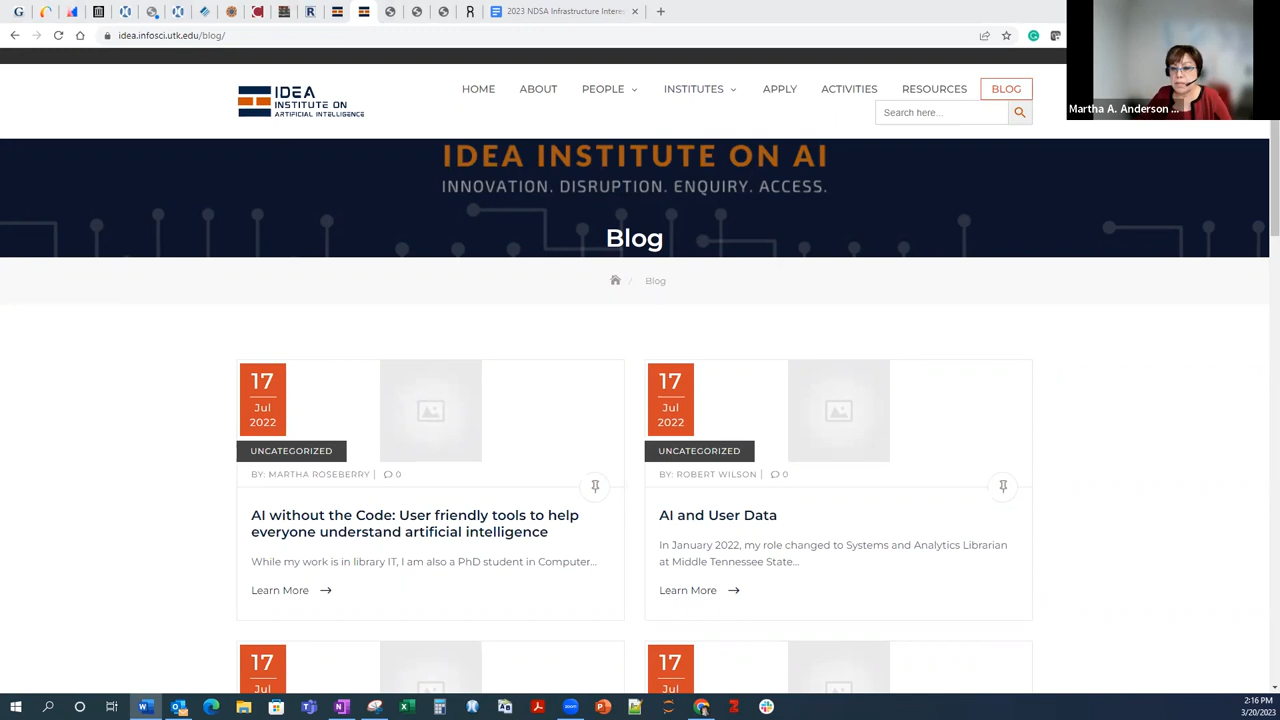 2023 NDSA Infrastructure Interes
idea.infosci.utk.edu/blog/
Martha A. Anderson ...
IDEA
INSTITUTE ON
ARTIFICIAL INTELLIGENCE
HOME ABOUT PEOPLE INSTITUTES APPLY ACTIVITIES RESOURCES BLOG
Search here...
IDEA INSTITUTE ON AI
INNOVATION. DISRUPTION. ENQUIRY. ACCESS.
Blog
/ Blog
17
Jul
2022
UNCATEGORIZED
BY: MARTHA ROSEBERRY | 0
AI without the Code: User friendly tools to help
everyone understand artificial intelligence
While my work is in library IT, I am also a PhD student in Computer...
Learn More
17
Jul
2022
UNCATEGORIZED
BY: ROBERT WILSON | 0
AI and User Data
In January 2022, my role changed to Systems and Analytics Librarian
at Middle Tennessee State...
Learn More
17
Jul
17
Jul
2:16 PM
3/20/2023